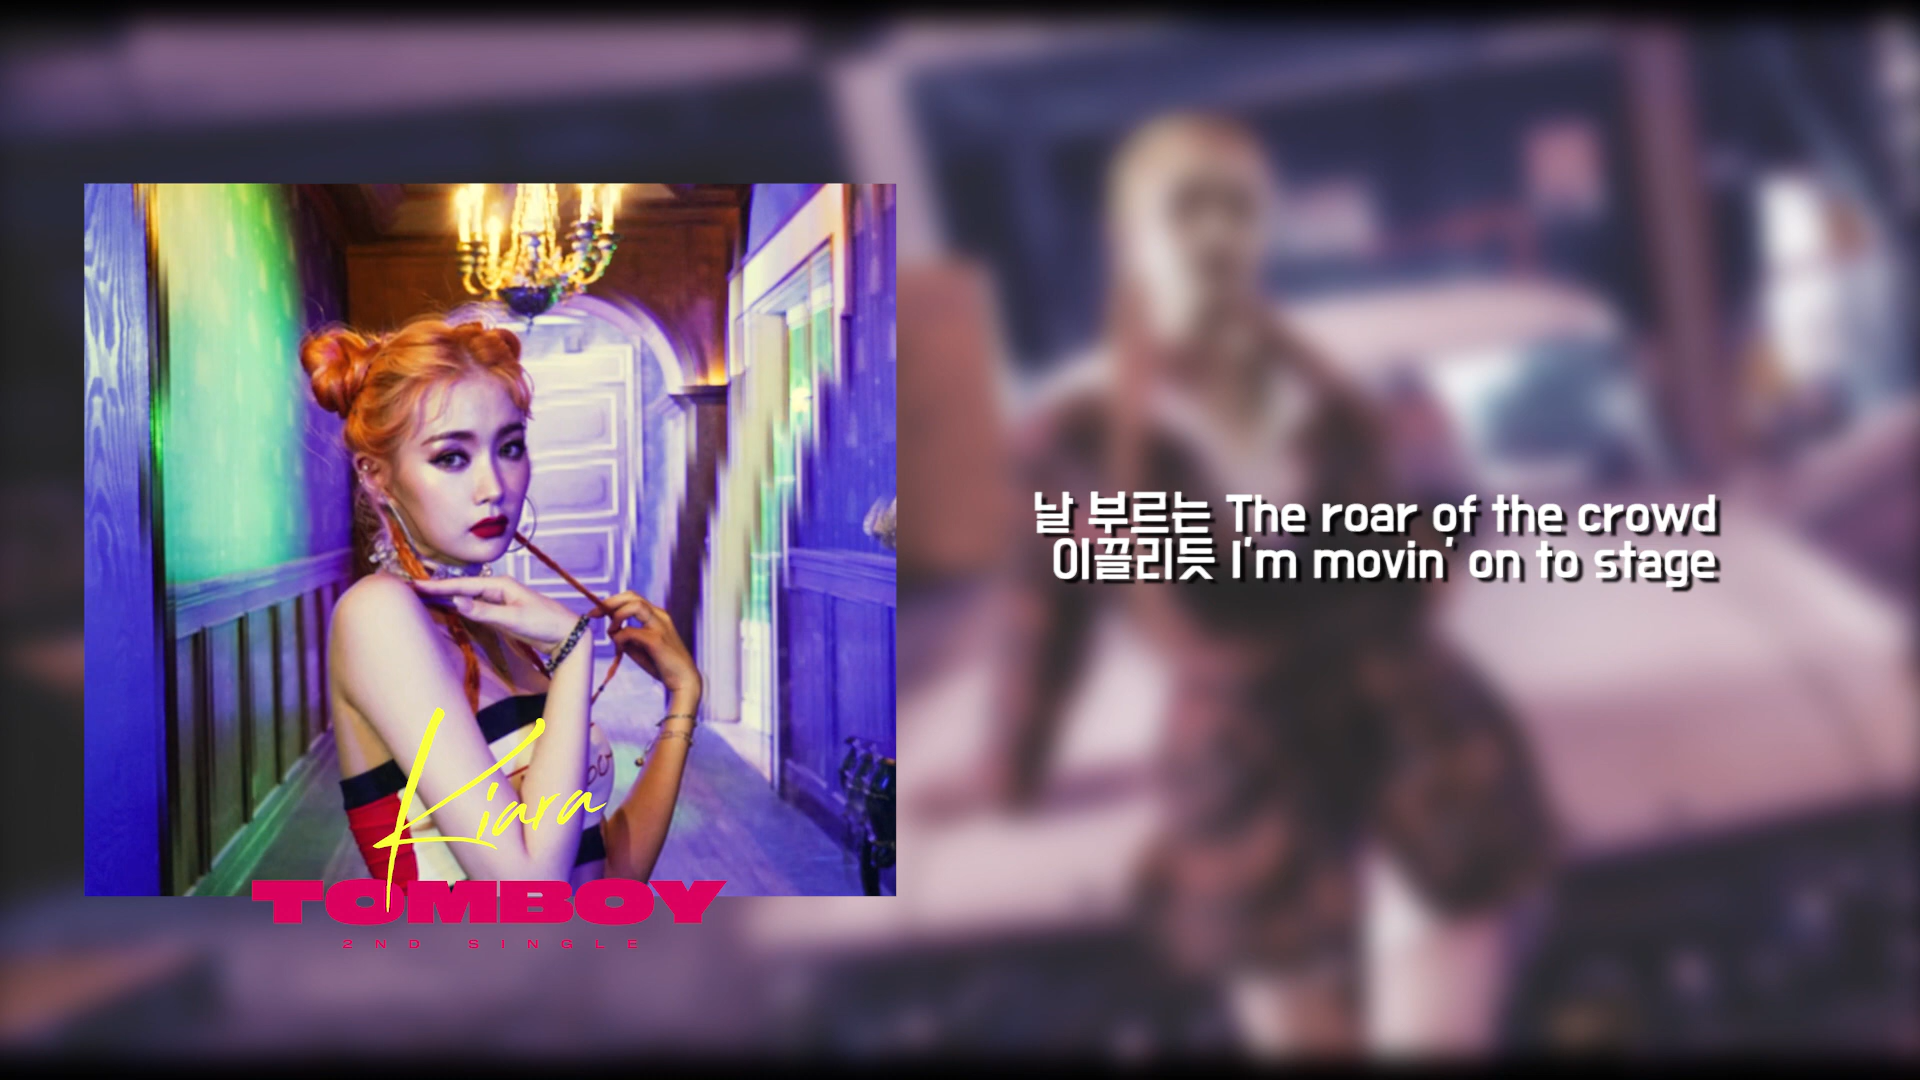 Kiara
TOMBOY
2ND SINGLE
날 부르는 The roar of the crowd
이끌리듯 I'm movin' on to stage